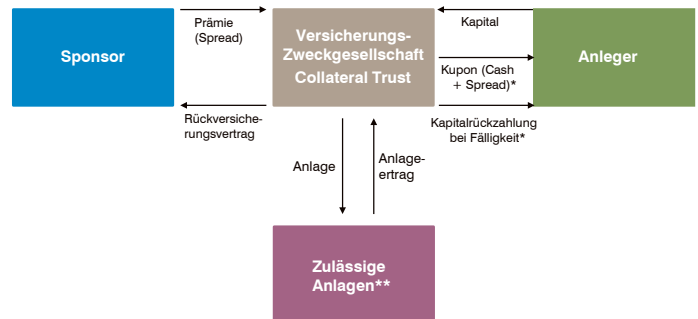 Sponsor
Prämie
(Spread)
Rückversiche-
rungsvertrag
Versicherungs-
Zweckgesellschaft
Collateral Trust
Kapital
Kupon (Cash
+ Spread)*
Kapitalrückzahlung
bei Fälligkeit*
Anleger
Anlage
Anlage-
ertrag
Zulässige
Anlagen**